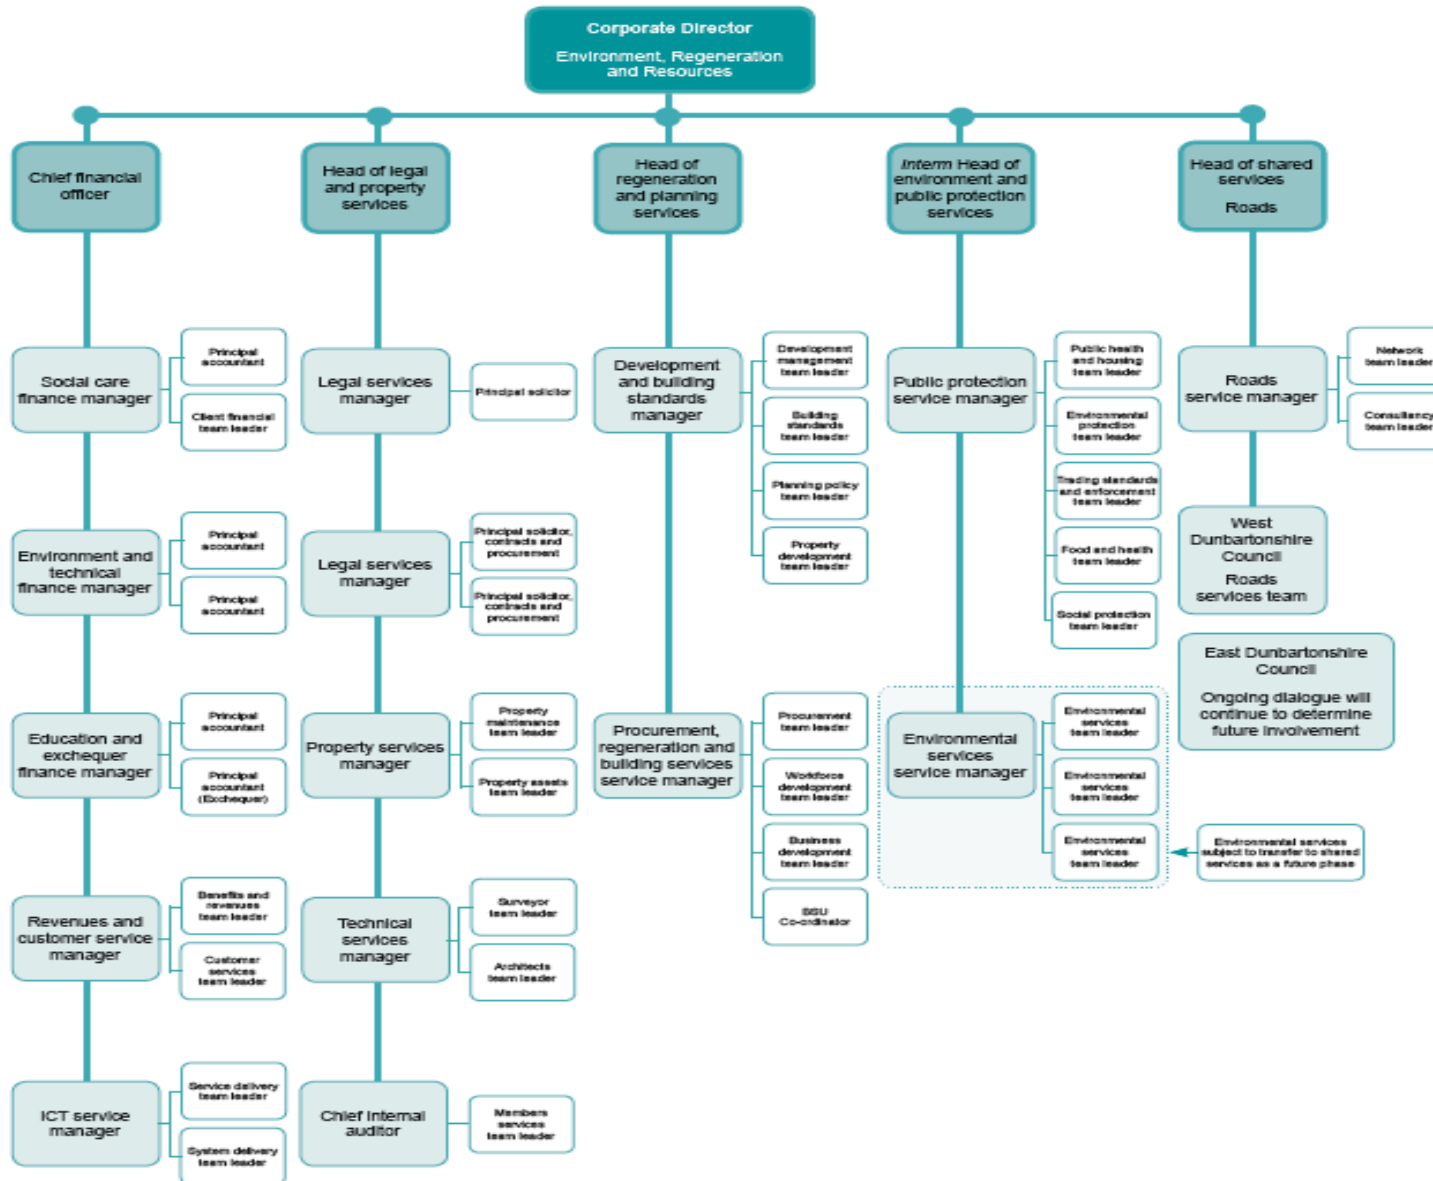 Corporate Director
Environment, Regeneration
and Resources
Chief financial
officer
Head of legal
and property
services
Head of
regeneration
and planning
services
Interm Head of
environment and
public protection
services
Head of shared
services
Roads
Social care
finance manager
Principal
accountant
Client financial
team leader
Environment and
technical
finance manager
Principal
accountant
Principal
accountant
Education and
exchequer
finance manager
Principal
accountant
Principal
accountant
(Exchequer)
Revenues and
customer service
manager
Benefits and
revenues
team leader
Customer
services
team leader
ICT service
manager
Service delivery
team leader
System delivery
team leader
Legal services
manager
Principal solicitor
Legal services
manager
Principal solicitor,
contracts and
procurement
Principal solicitor,
contracts and
procurement
Property services
manager
Property
maintenance
team leader
Property assets
team leader
Technical
services
manager
Surveyor
team leader
Architects
team leader
Chief internal
auditor
Members
services
team leader
Development
and building
standards
manager
Development
management
team leader
Building
standards
team leader
Planning policy
team leader
Property
development
team leader
Procurement,
regeneration and
building services
service manager
Procurement
team leader
Workforce
development
team leader
Business
development
team leader
BSU
Co-ordinator
Public protection
service manager
Public health
and housing
team leader
Environmental
protection
team leader
Trading standards
and enforcement
team leader
Food and health
team leader
Social protection
team leader
Environmental
services
service manager
Environmental
services
team leader
Environmental
services
team leader
Environmental
services
team leader
Environmental services
subject to transfer to shared
services as a future phase
Roads
service manager
Network
team leader
Consultancy
team leader
West
Dunbartonshire
Council
Roads
services team
East Dunbartonshire
Council
Ongoing dialogue will
continue to determine
future involvement